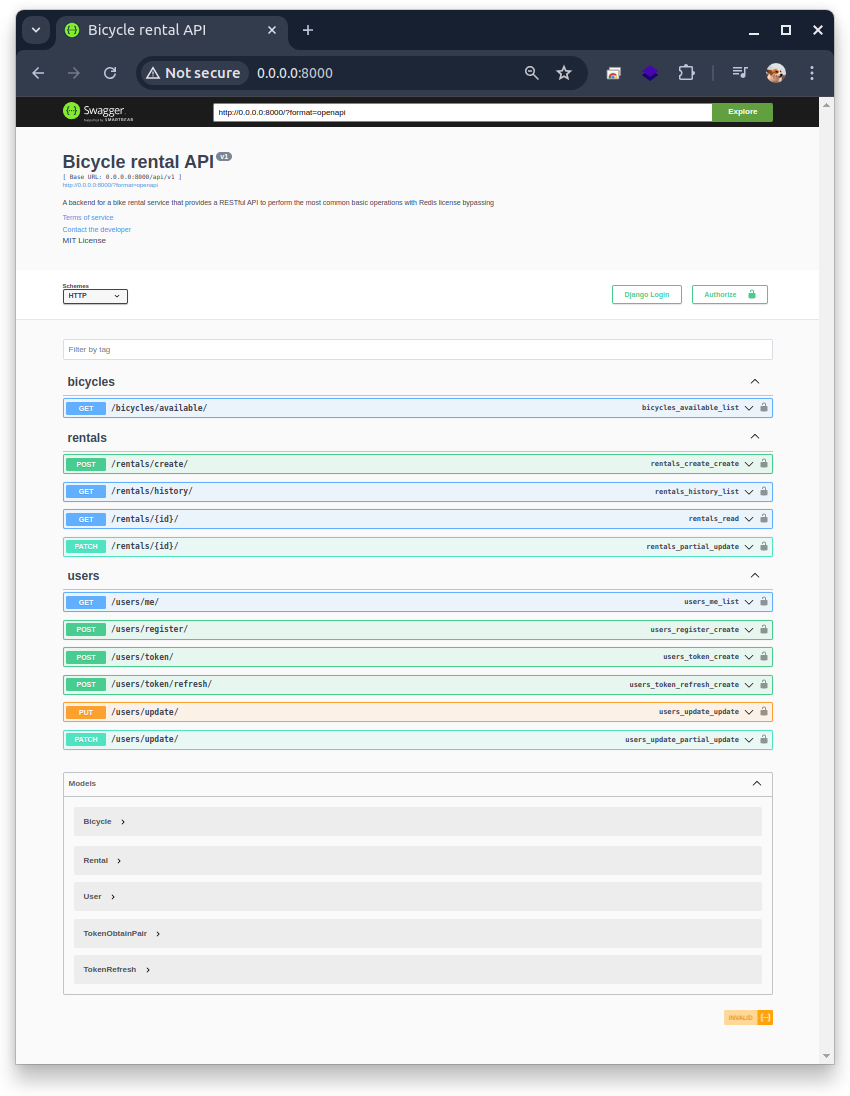 Bicycle rental API
Not secure 0.0.0.0:8000
Swagger
Supported by SMARTBEAR
http://0.0.0.0:8000/?format=openapi
Explore
Bicycle rental API v1
[ Base URL: 0.0.0.0:8000/api/v1 ]
http://0.0.0.0:8000/?format=openapi
A backend for a bike rental service that provides a RESTful API to perform the most common basic operations with Redis license bypassing
Terms of service
Contact the developer
MIT License
Schemes
HTTP
Django Login
Authorize
Filter by tag
bicycles
GET /bicycles/available/ bicycles_available_list
rentals
POST /rentals/create/ rentals_create_create
GET /rentals/history/ rentals_history_list
GET /rentals/{id}/ rentals_read
PATCH /rentals/{id}/ rentals_partial_update
users
GET /users/me/ users_me_list
POST /users/register/ users_register_create
POST /users/token/ users_token_create
POST /users/token/refresh/ users_token_refresh_create
PUT /users/update/ users_update_update
PATCH /users/update/ users_update_partial_update
Models
Bicycle
Rental
User
TokenObtainPair
TokenRefresh
INVALID {-}